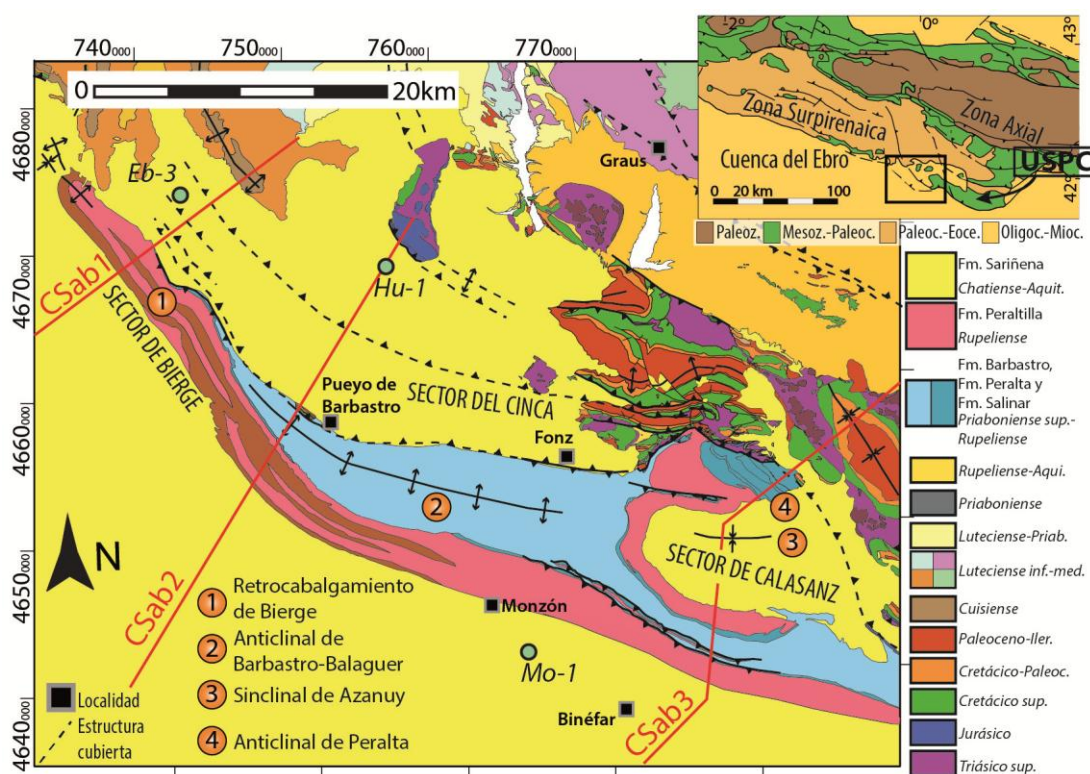 740000 750000 760000 770000
0 20km
4680000
4670000
4660000
4650000
4640000
Eb-3
Graus
CSab1
Hu-1
1
SECTOR DE BIERGE
Pueyo de
Barbastro
SECTOR DEL CINCA
Fonz
2
4
3
SECTOR DE CALASANZ
N
CSab2
Monzón
Mo-1
Binéfar
CSab3
1 Retrocabalgamiento
de Bierge
2 Anticlinal de
Barbastro-Balaguer
3 Sinclinal de Azanuy
4 Anticlinal de Peralta
Localidad
Estructura
cubierta
-2° 0° 43°
Zona Surpirenaica
Zona Axial
Cuenca del Ebro
USPC
42°
0 20 km 100
Paleoz. Mesoz.-Paleoc. Paleoc.-Eoce. Oligoc.-Mioc.
Fm. Sariñena
Chatiense-Aquit.
Fm. Peraltilla
Rupeliense
Fm. Barbastro,
Fm. Peralta y
Fm. Salinar
Priaboniense sup.-
Rupeliense
Rupeliense-Aqui.
Priaboniense
Luteciense-Priab.
Luteciense inf.-med.
Cuisiense
Paleoceno-Iler.
Cretácico-Paleoc.
Cretácico sup.
Jurásico
Triásico sup.